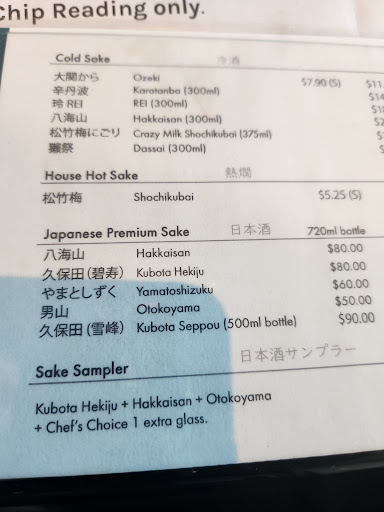 Chip Reading only.
Cold Sake 冷酒
大関から Ozeki $7.90 (S) $11
辛丹波 Karatanba (300ml) $14
玲 REI REI (300ml)
八海山 Hakkaisan (300ml)
松竹梅にごり Crazy Milk Shochikubai (375ml)
獺祭 Dassai (300ml)
House Hot Sake 熱燗
松竹梅 Shochikubai $5.25 (S)
Japanese Premium Sake 日本酒 720ml bottle
八海山 Hakkaisan $80.00
久保田(碧寿) Kubota Hekiju $80.00
やまとしずく Yamatoshizuku $60.00
男山 Otokoyama $50.00
久保田(雪峰) Kubota Seppou (500ml bottle) $90.00
Sake Sampler 日本酒サンプラー
Kubota Hekiju + Hakkaisan + Otokoyama
+ Chef's Choice 1 extra glass.